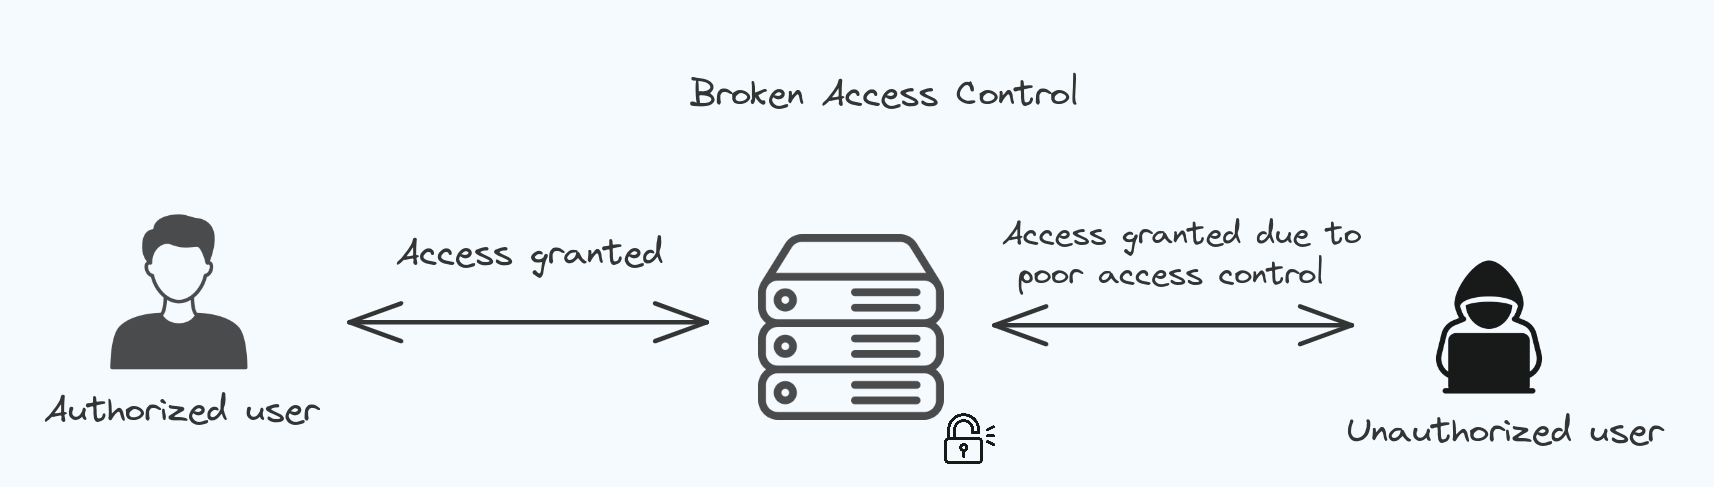 Broken Access Control
Access granted
Access granted due to
poor access control
Authorized user
Unauthorized user